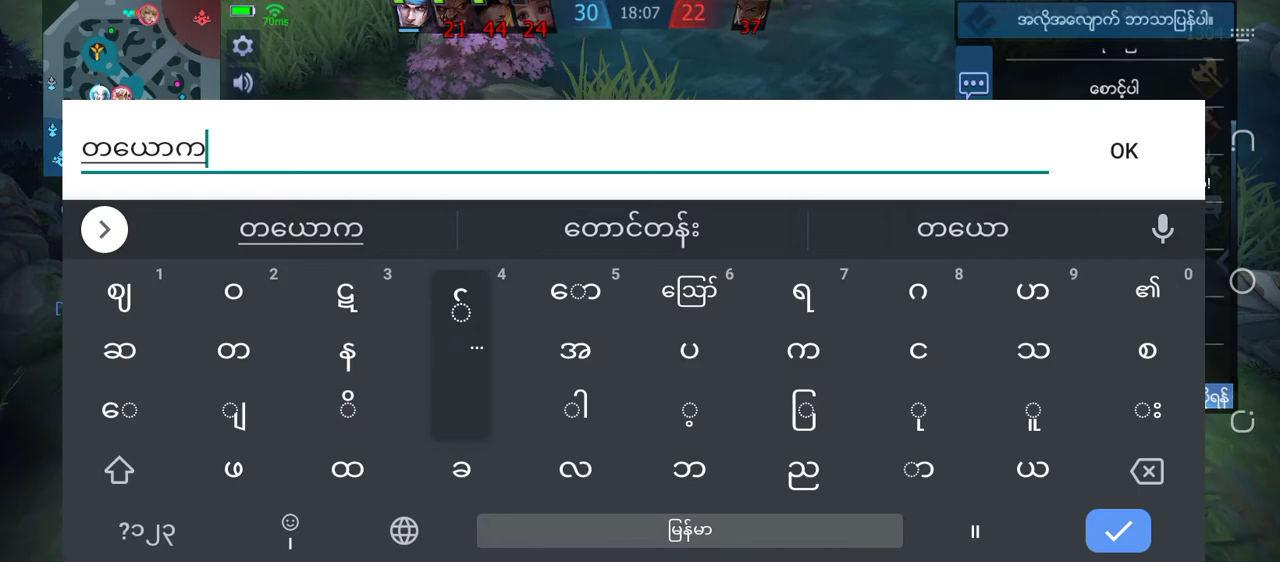 70ms
21 44 24
30 18:07 22
37
အလိုအလျောက် ဘာသာပြန်ပါ။
စောင့်ပါ
တယောက
OK
တယောက တောင်တန်း တယော
1 2 3 4 5 6 7 8 9 0
ဈ ဝ ဋ ့် ော သြော် ရ ဂ ဟ ၏
ဆ တ န ... အ ပ က င သ စ
ေ ျ ိ ါ ့ ြ ု ူ း
ဖ ထ ခ လ ဘ ည ာ ယ
?၁၂၃ မြန်မာ ။